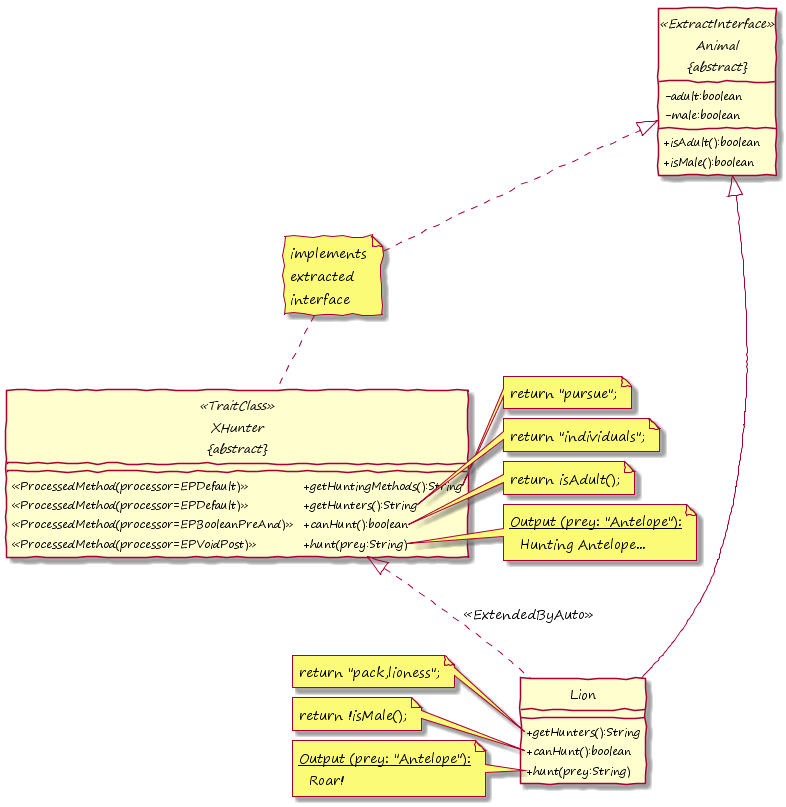 «ExtractInterface»
Animal
{abstract}
-adult:boolean
-male:boolean
+isAdult():boolean
+isMale():boolean
implements
extracted
interface
«TraitClass»
XHunter
{abstract}
«ProcessedMethod(processor=EPDefault)» +getHuntingMethods():String
«ProcessedMethod(processor=EPDefault)» +getHunters():String
«ProcessedMethod(processor=EPBooleanPreAnd)» +canHunt():boolean
«ProcessedMethod(processor=EPVoidPost)» +hunt(prey:String)
return "pursue";
return "individuals";
return isAdult();
Output (prey: "Antelope"):
Hunting Antelope...
«ExtendedByAuto»
return "pack,lioness";
return !isMale();
Output (prey: "Antelope"):
Roar!
Lion
+getHunters():String
+canHunt():boolean
+hunt(prey:String)